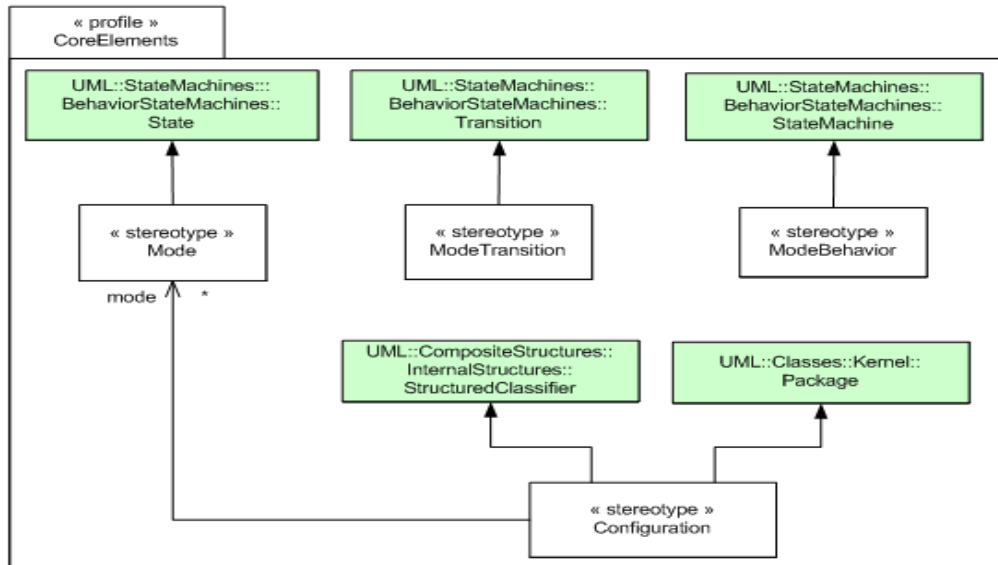 « profile »
CoreElements
UML::StateMachines:::
BehaviorStateMachines::
State
UML::StateMachines::
BehaviorStateMachines::
Transition
UML::StateMachines::
BehaviorStateMachines::
StateMachine
« stereotype »
Mode
« stereotype »
ModeTransition
« stereotype »
ModeBehavior
mode *
UML::CompositeStructures::
InternalStructures::
StructuredClassifier
UML::Classes::Kernel::
Package
« stereotype »
Configuration